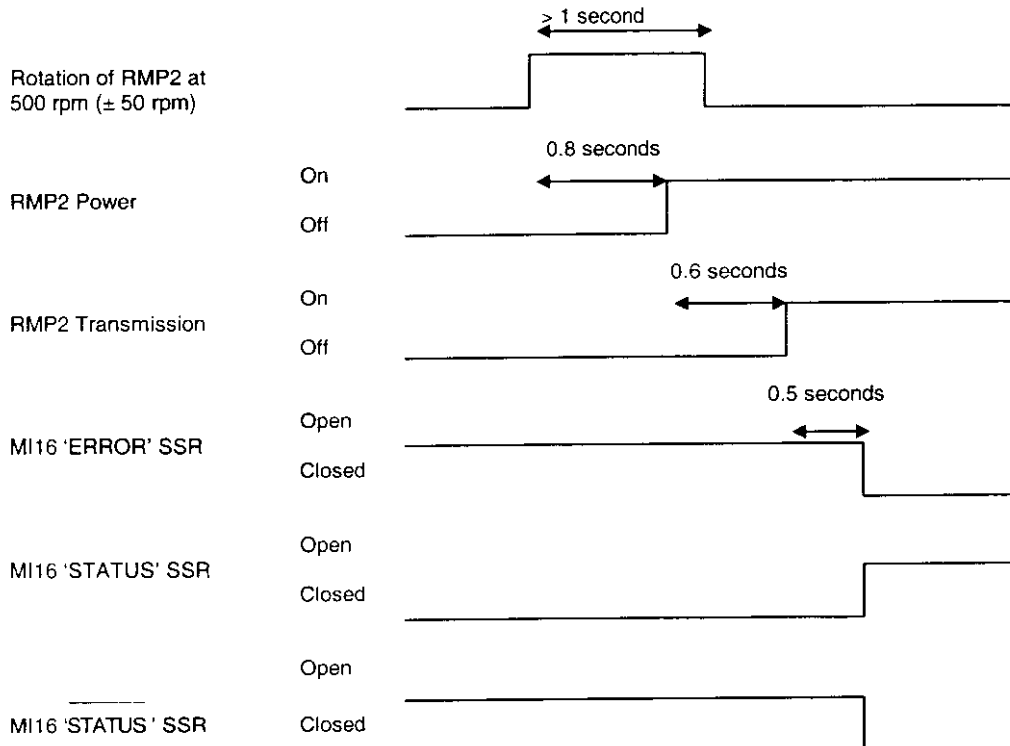 > 1 second
Rotation of RMP2 at
500 rpm (± 50 rpm)
0.8 seconds
On
RMP2 Power
Off
0.6 seconds
On
RMP2 Transmission
Off
0.5 seconds
Open
MI16 ‘ERROR’ SSR
Closed
Open
MI16 ‘STATUS’ SSR
Closed
Open
MI16 ‘STATUS ’ SSR
Closed